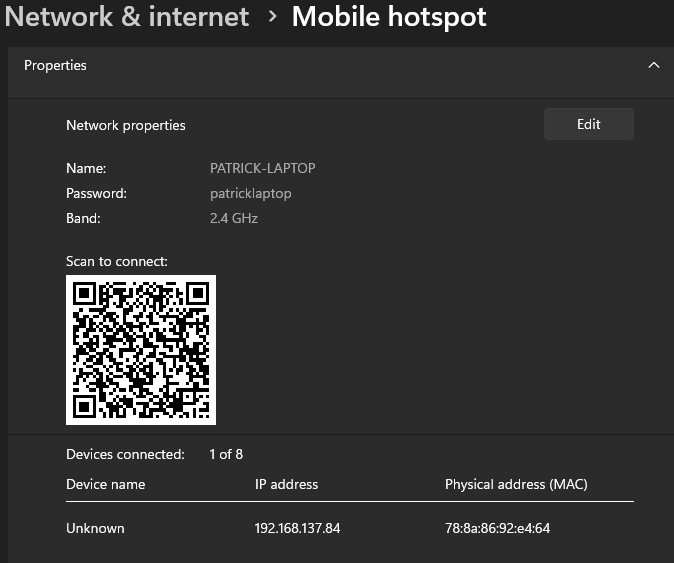 Network & internet > Mobile hotspot
Properties
Network properties
Edit
Name: PATRICK-LAPTOP
Password: patricklaptop
Band: 2.4 GHz
Scan to connect:
Devices connected: 1 of 8
Device name IP address Physical address (MAC)
Unknown 192.168.137.84 78:8a:86:92:e4:64